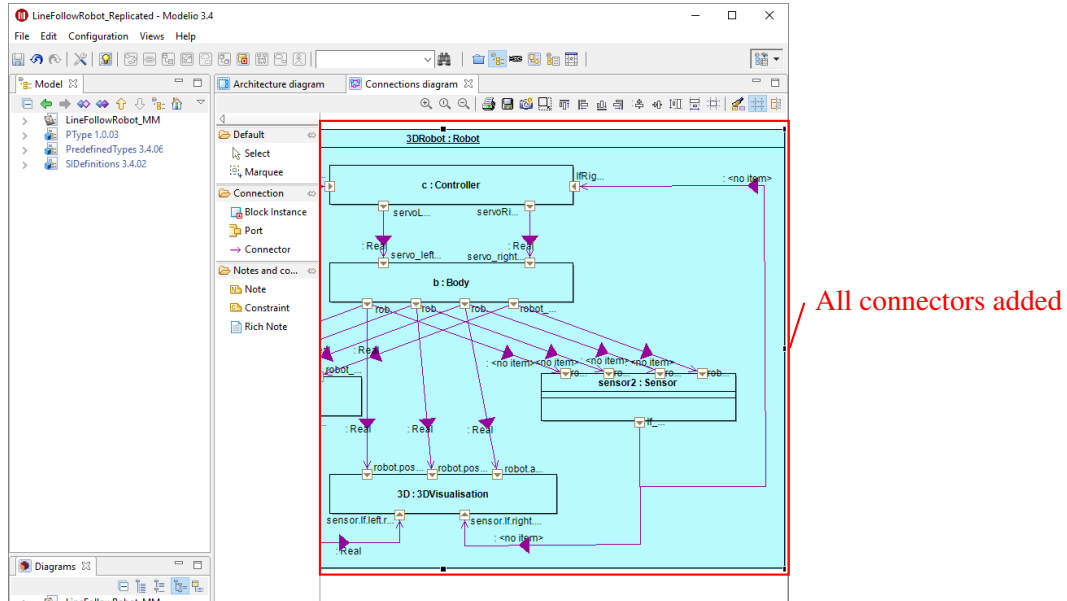 LineFollowRobot_Replicated - Modelio 3.4
File Edit Configuration Views Help
Model
Architecture diagram
Connections diagram
LineFollowRobot_MM
PType 1.0.03
PredefinedTypes 3.4.06
SIDefinitions 3.4.02
Default
Select
Marquee
Connection
Block Instance
Port
Connector
Notes and co...
Note
Constraint
Rich Note
3DRobot : Robot
c : Controller
lfRig...
: <no item>
servoL...
servoRi...
: Real
: Real
servo_left...
servo_right...
b : Body
rob...
rob...
rob...
robot_...
: Real
: <no item>
<no item>
: <no item>
<no item>
robot_...
ro...
ro...
ro...
rob...
sensor2 : Sensor
lf_...
: Real
: Real
: Real
robot.pos...
robot.pos...
robot.a...
3D : 3DVisualisation
sensor.lf.left.r...
sensor.lf.right....
: <no item>
: Real
All connectors added
Diagrams